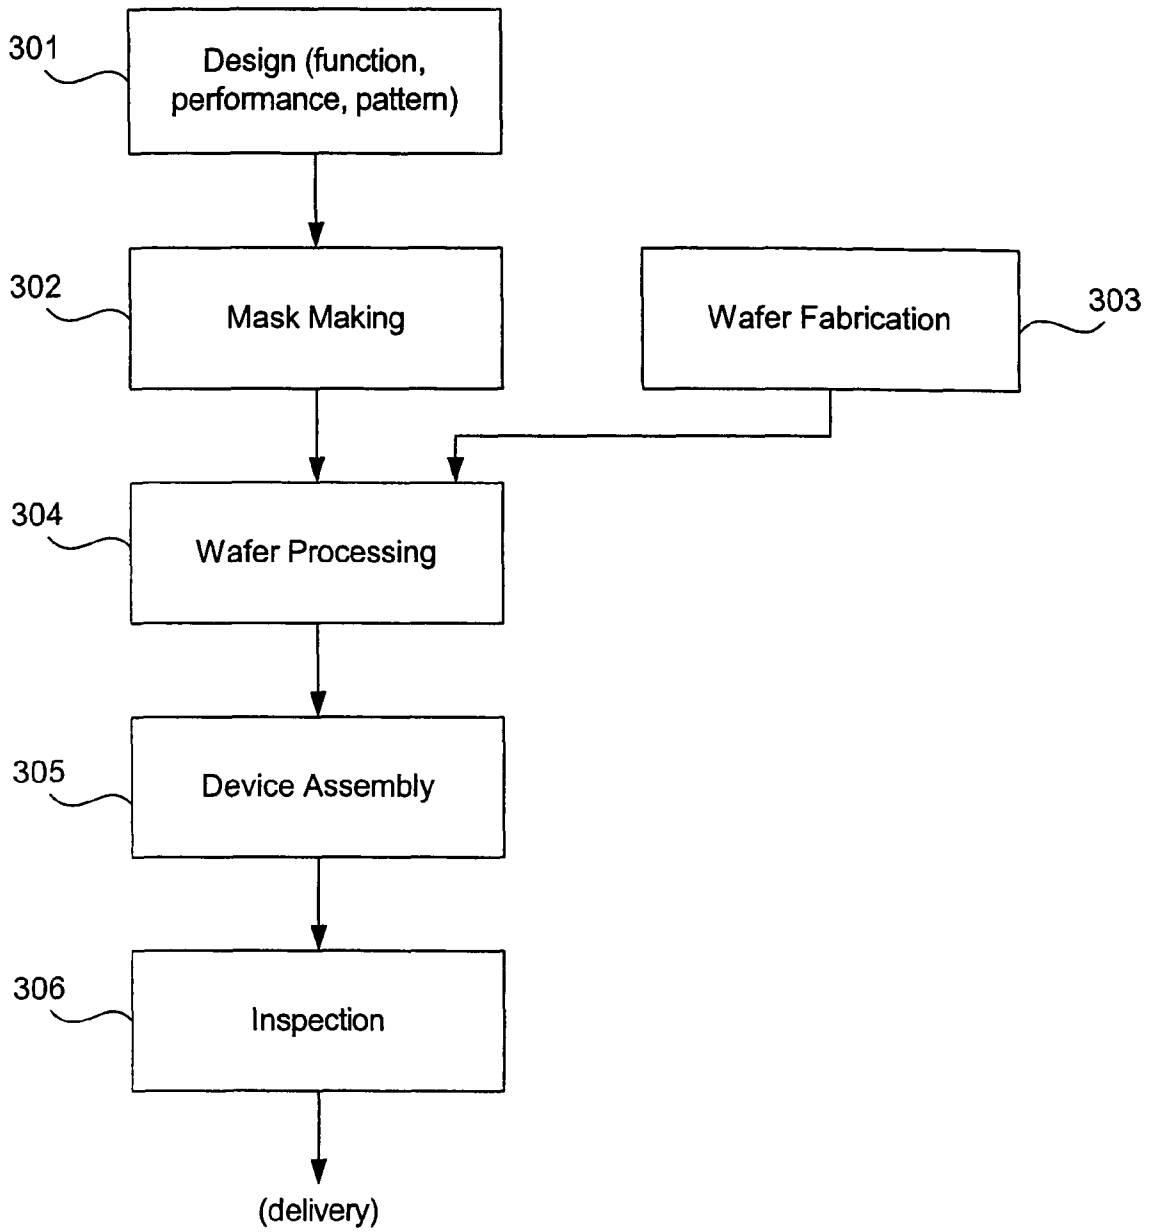 301
Design (function,
performance, pattern)
302
Mask Making
Wafer Fabrication
303
304
Wafer Processing
305
Device Assembly
306
Inspection
(delivery)